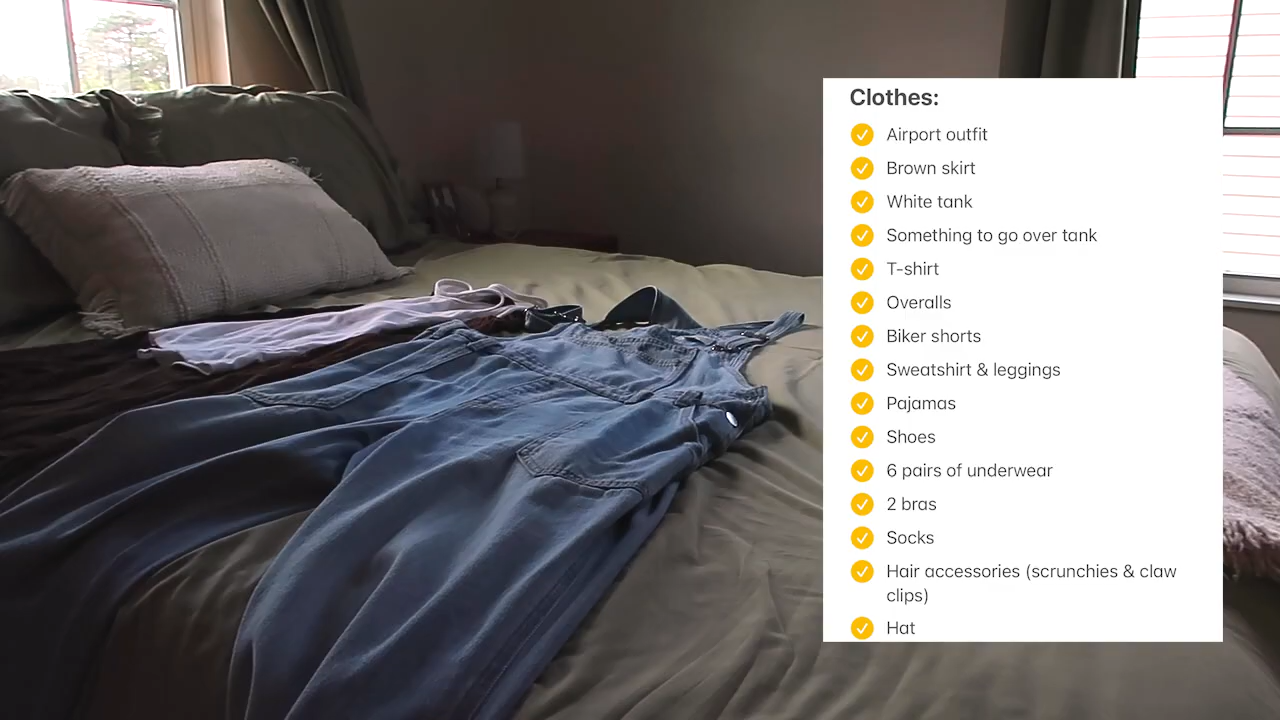 Clothes:
Airport outfit
Brown skirt
White tank
Something to go over tank
T-shirt
Overalls
Biker shorts
Sweatshirt & leggings
Pajamas
Shoes
6 pairs of underwear
2 bras
Socks
Hair accessories (scrunchies & claw
clips)
Hat